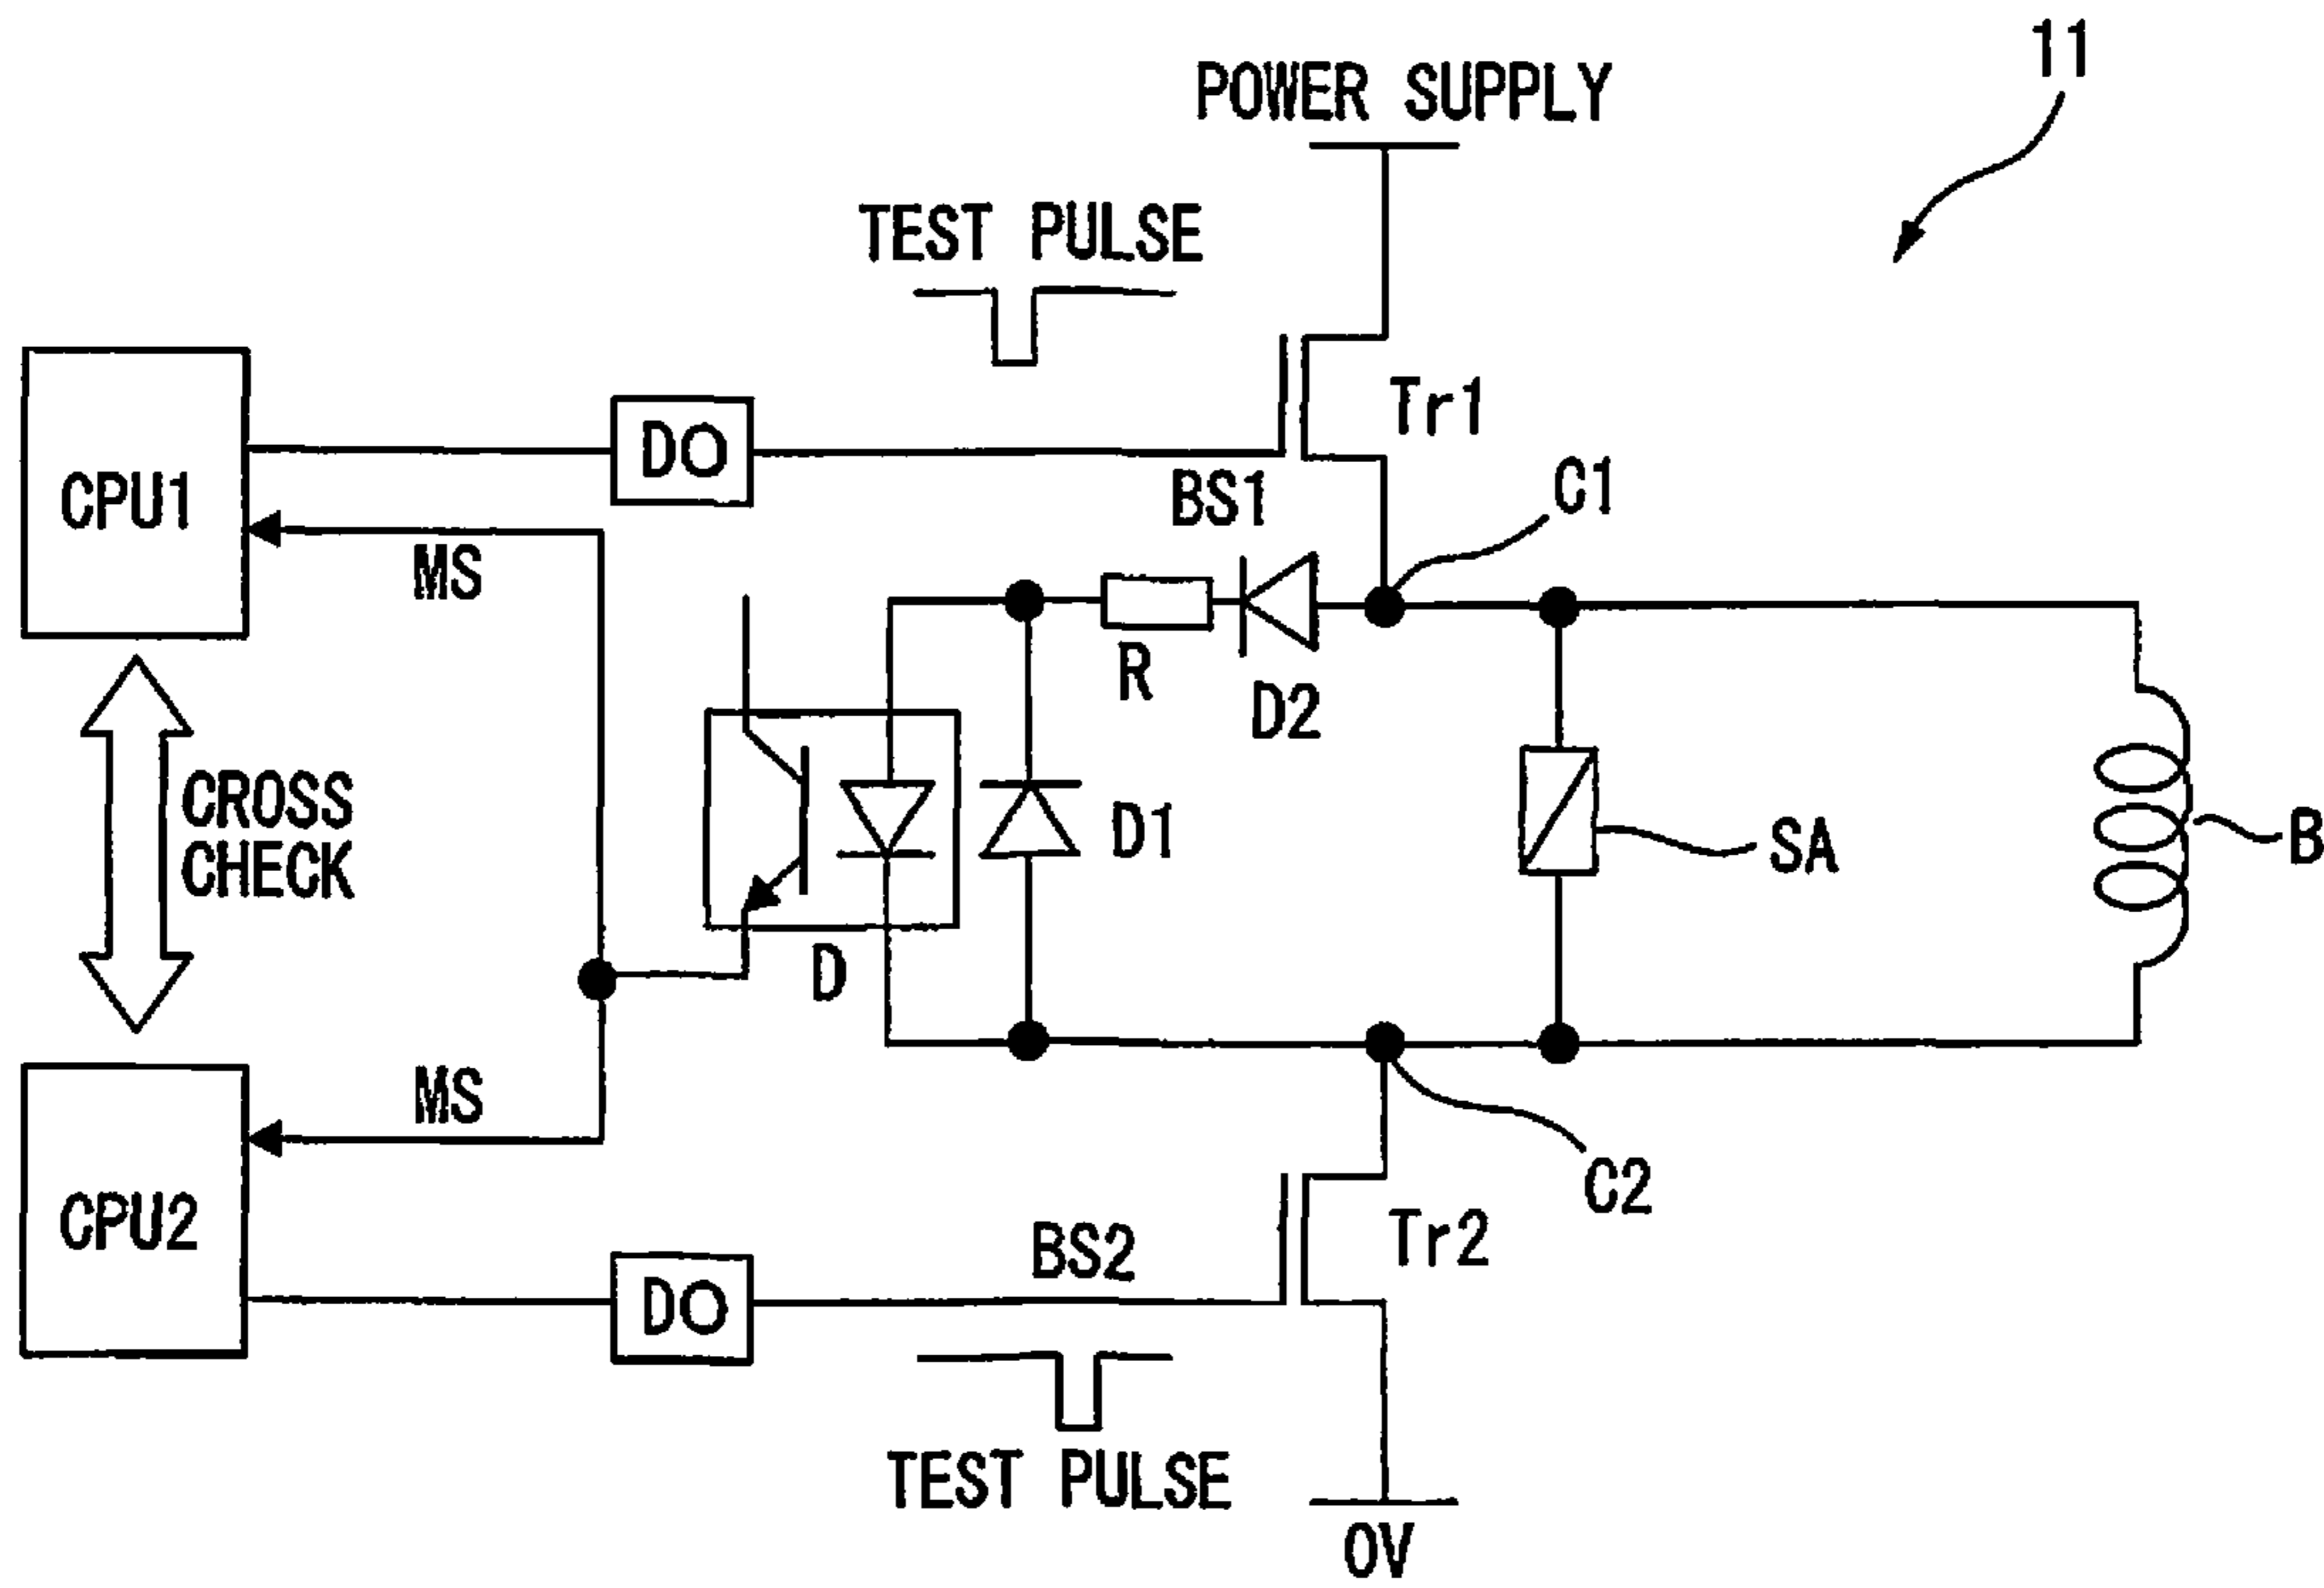 11
POWER SUPPLY
TEST PULSE
Tr1
DO
CPU1
BS1
C1
MS
R
D2
CROSS
CHECK
D1
SA
B
D
MS
C2
CPU2
BS2
Tr2
DO
TEST PULSE
0V